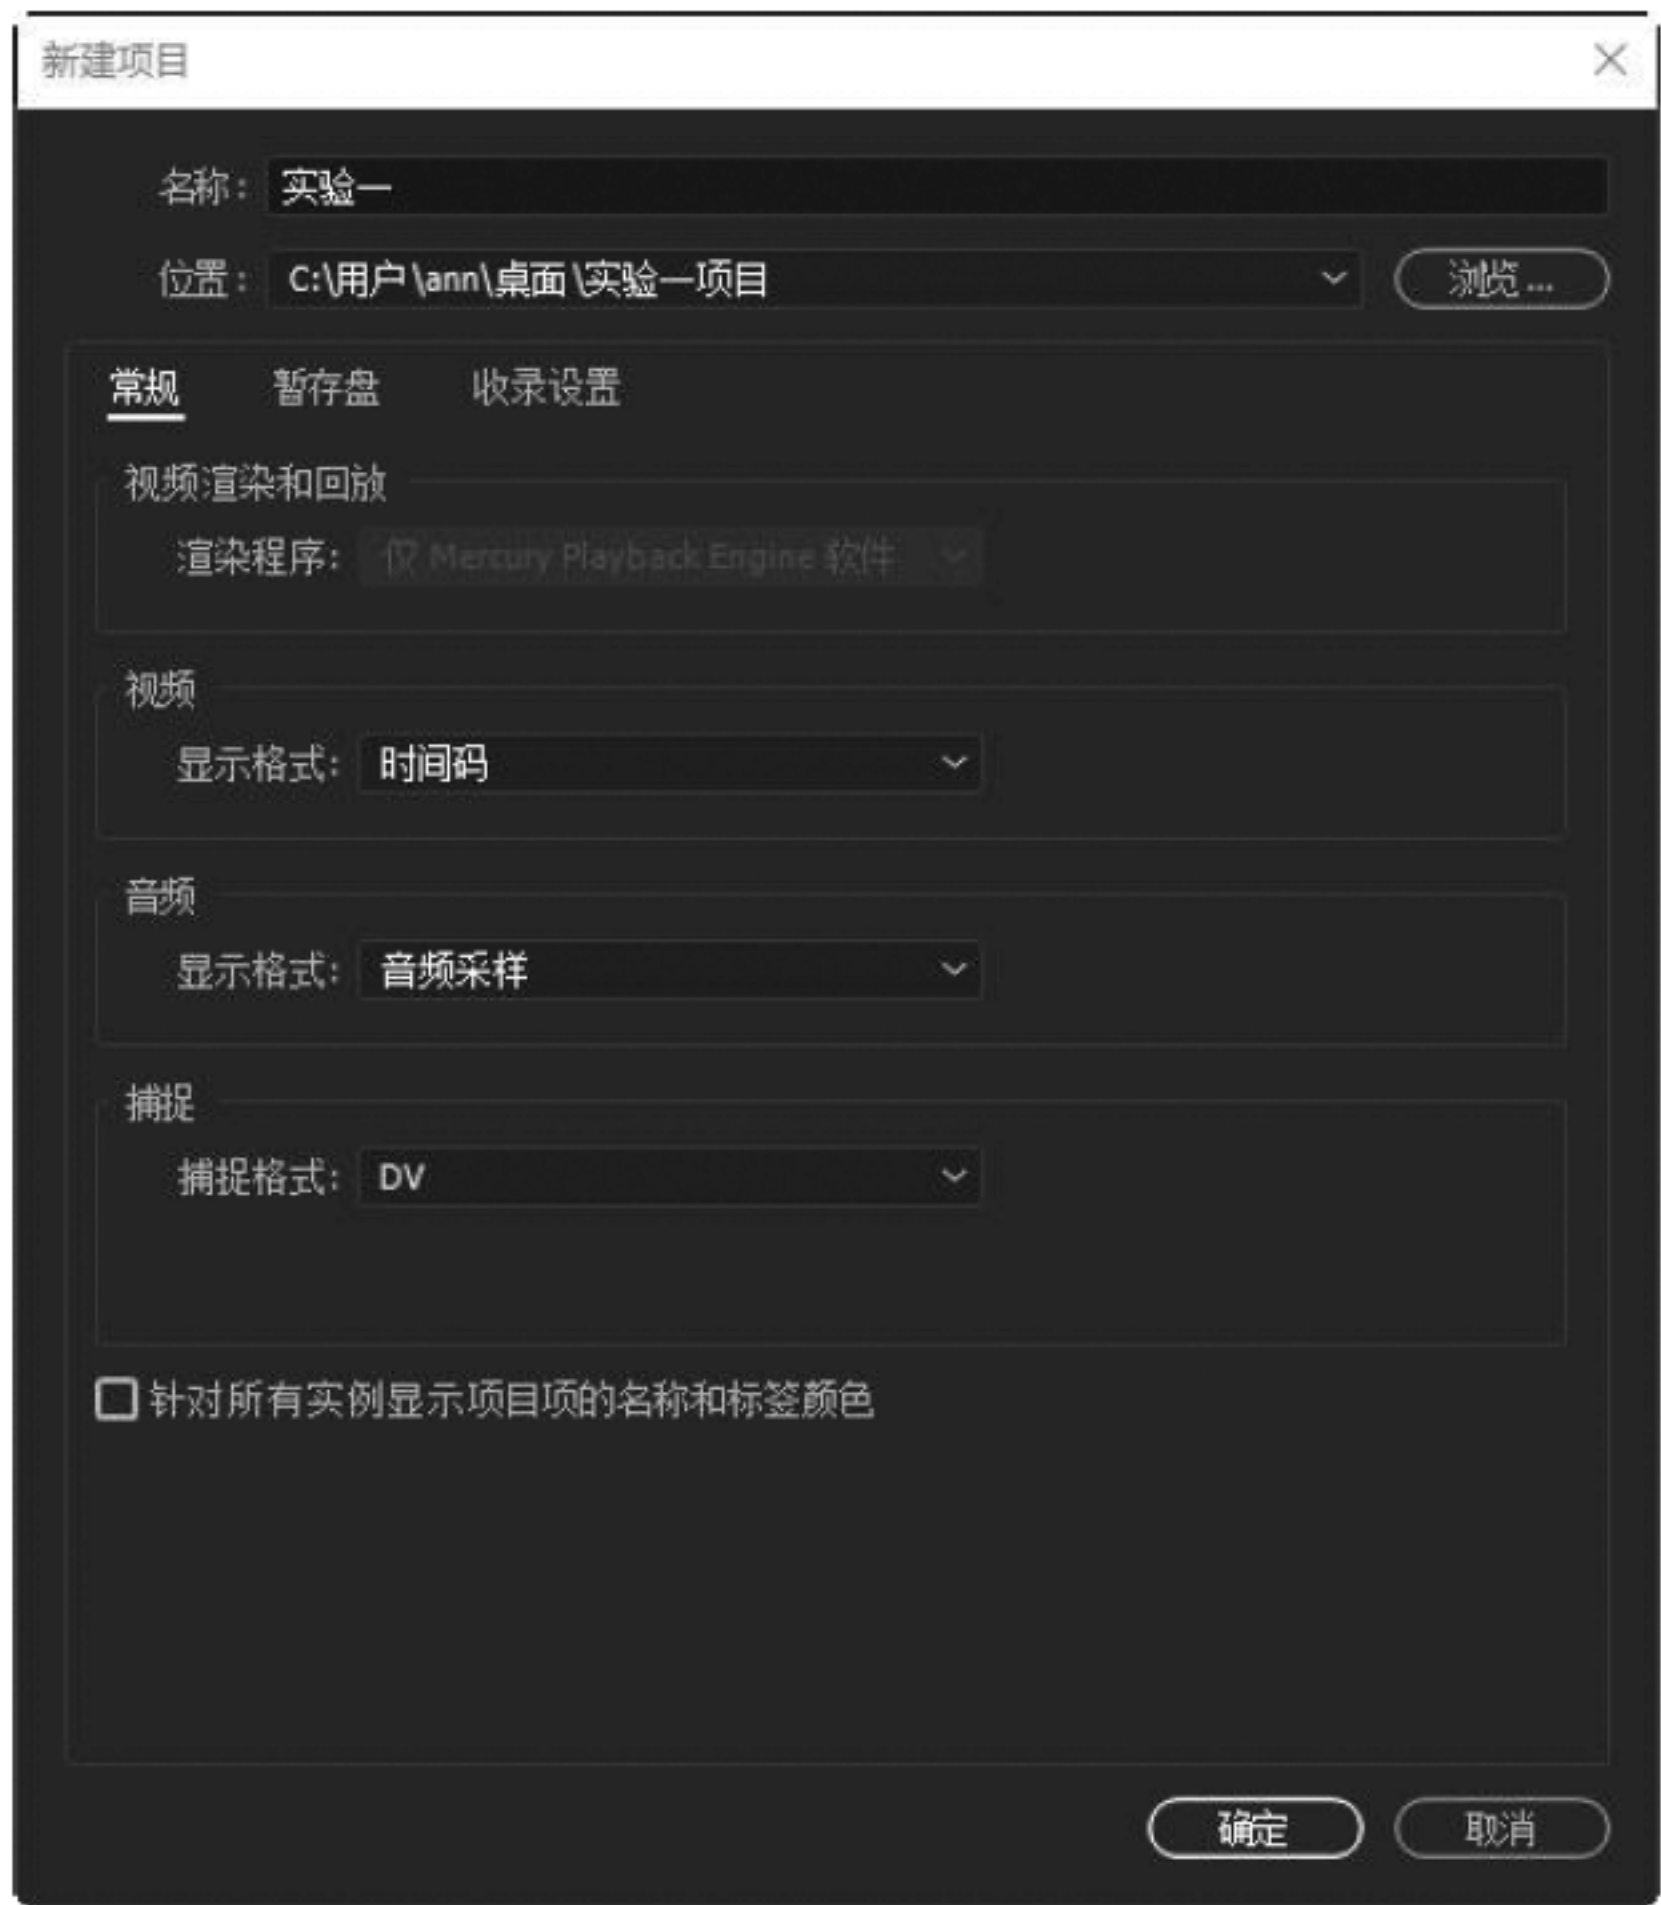 新建项目
名称： 实验一
位置： C:\用户\ann\桌面\实验一项目 浏览...
常规 暂存盘 收录设置
视频渲染和回放
渲染程序： 仅 Mercury Playback Engine 软件
视频
显示格式： 时间码
音频
显示格式： 音频采样
捕捉
捕捉格式： DV
针对所有实例显示项目项的名称和标签颜色
确定 取消